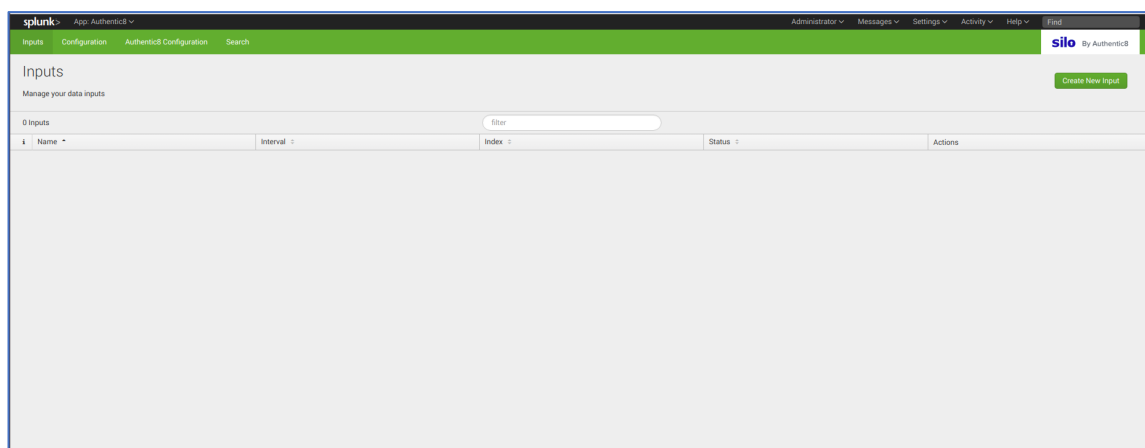 splunk> App: Authentic8 Administrator Messages Settings Activity Help Find
Inputs Configuration Authentic8 Configuration Search silo By Authentic8
Inputs
Create New Input
Manage your data inputs
0 Inputs filter
i Name Interval Index Status Actions